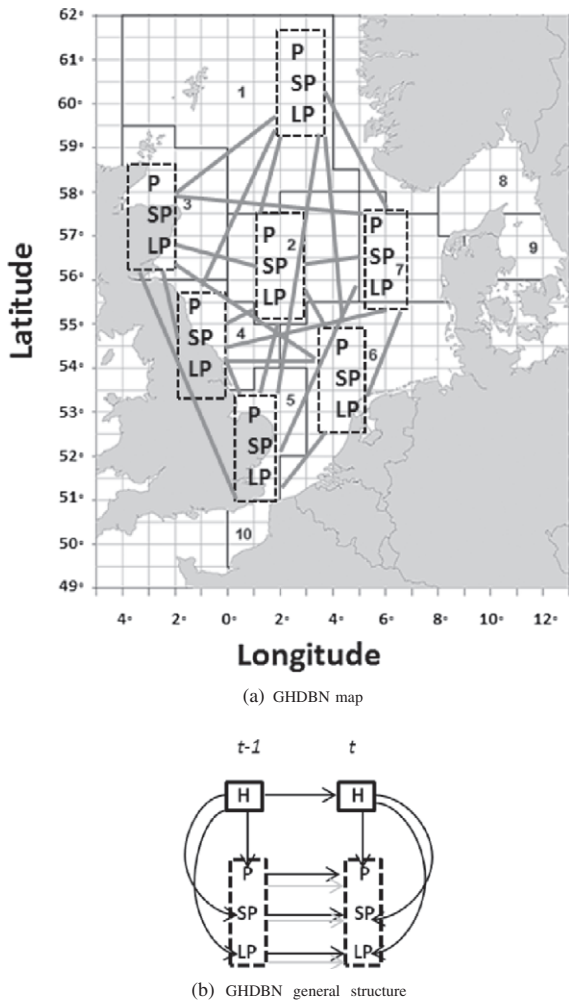 62°
61°
60°
59°
58°
57°
56°
55°
54°
53°
52°
51°
50°
49°
Latitude
1
P
SP
LP
8
P
3
SP
LP
9
P
2
SP
LP
P
SP
7
LP
P
4
SP
LP
P
6
SP
LP
P
5
SP
LP
10
4° 2° 0° 2° 4° 6° 8° 10° 12°
Longitude
(a) GHDBN map
t-1 t
H H
P P
SP SP
LP LP
(b) GHDBN general structure